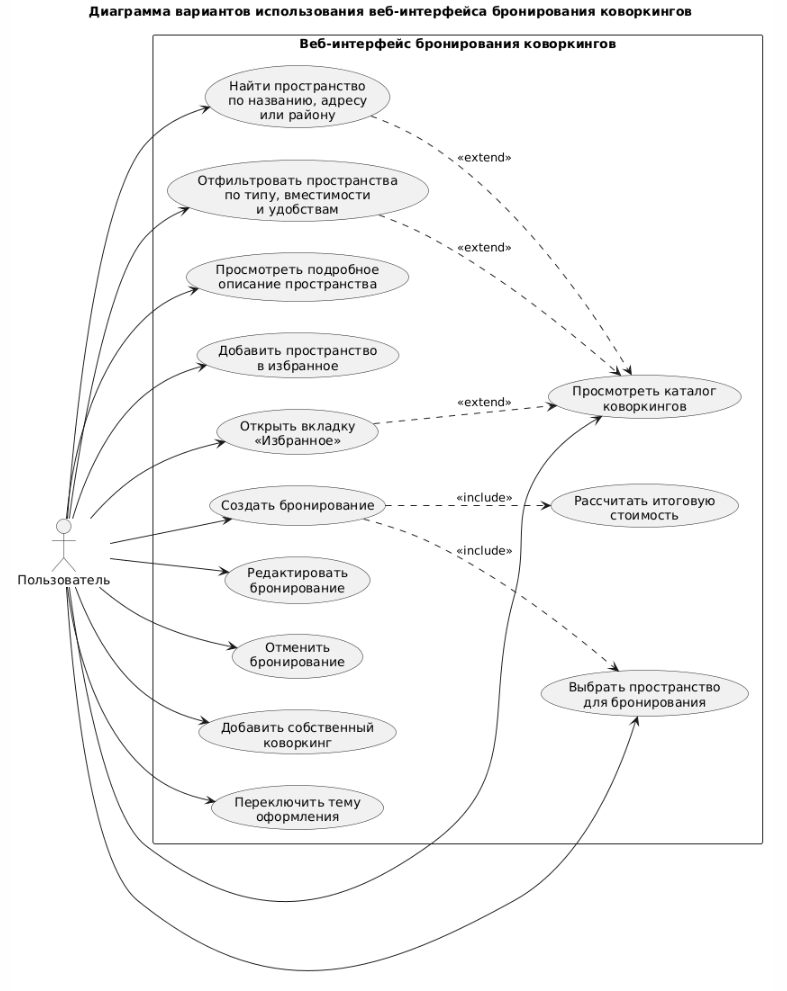 Диаграмма вариантов использования веб-интерфейса бронирования коворкингов
Веб-интерфейс бронирования коворкингов
Найти пространство
по названию, адресу
или району
«extend»
Отфильтровать пространства
по типу, вместимости
и удобствам
«extend»
Просмотреть подробное
описание пространства
Добавить пространство
в избранное
Просмотреть каталог
коворкингов
«extend»
Открыть вкладку
«Избранное»
Создать бронирование
«include»
Рассчитать итоговую
стоимость
«include»
Пользователь
Редактировать
бронирование
Отменить
бронирование
Выбрать пространство
для бронирования
Добавить собственный
коворкинг
Переключить тему
оформления